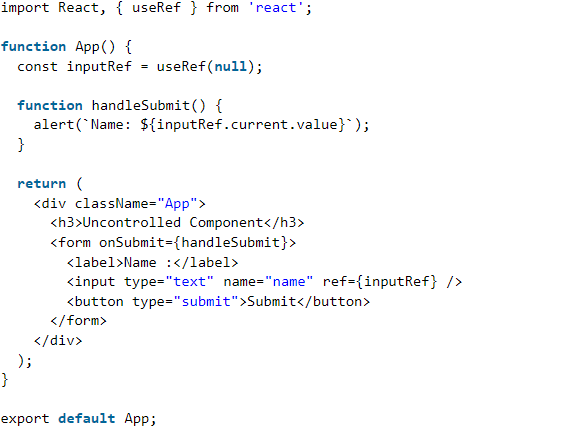 import React, { useRef } from 'react';

function App() {
  const inputRef = useRef(null);

  function handleSubmit() {
    alert(`Name: ${inputRef.current.value}`);
  }

  return (
    <div className="App">
      <h3>Uncontrolled Component</h3>
      <form onSubmit={handleSubmit}>
        <label>Name :</label>
        <input type="text" name="name" ref={inputRef} />
        <button type="submit">Submit</button>
      </form>
    </div>
  );
}

export default App;